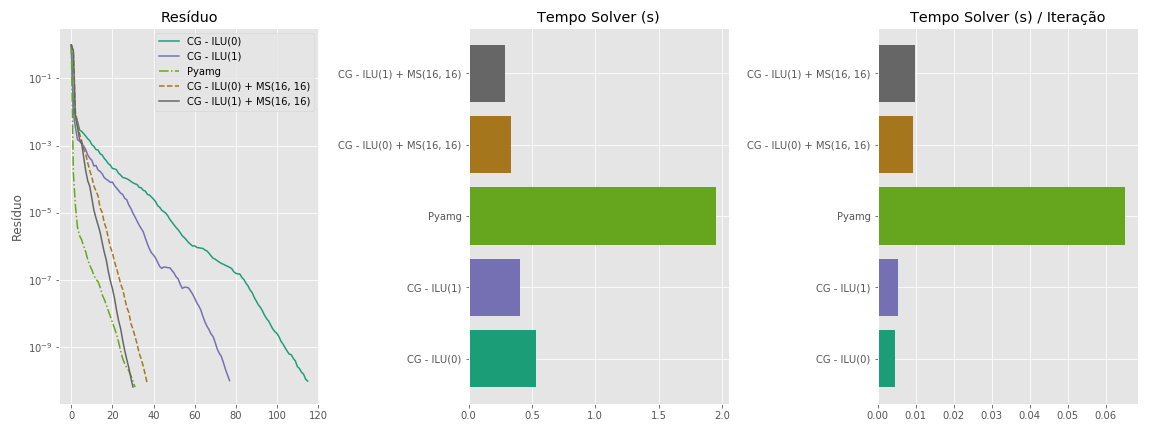 Resíduo
CG - ILU(0)
CG - ILU(1)
Pyamg
CG - ILU(0) + MS(16, 16)
CG - ILU(1) + MS(16, 16)
Resíduo
10⁻¹
10⁻³
10⁻⁵
10⁻⁷
10⁻⁹
0 20 40 60 80 100 120
Tempo Solver (s)
CG - ILU(1) + MS(16, 16)
CG - ILU(0) + MS(16, 16)
Pyamg
CG - ILU(1)
CG - ILU(0)
0.0 0.5 1.0 1.5 2.0
Tempo Solver (s) / Iteração
CG - ILU(1) + MS(16, 16)
CG - ILU(0) + MS(16, 16)
Pyamg
CG - ILU(1)
CG - ILU(0)
0.00 0.01 0.02 0.03 0.04 0.05 0.06